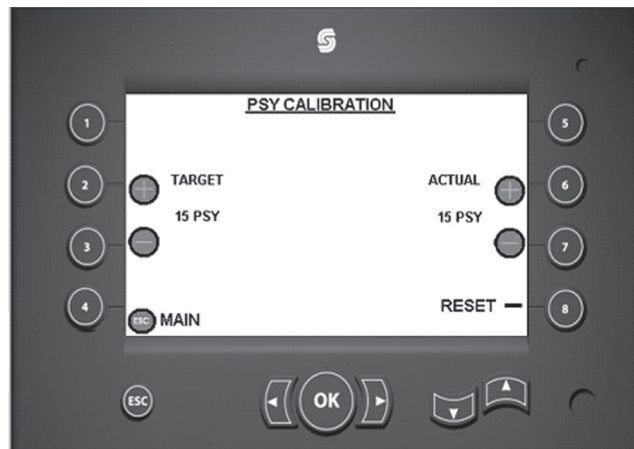 PSY CALIBRATION
1
5
2
TARGET
ACTUAL
6
15 PSY
15 PSY
3
7
4
ESC MAIN
RESET
8
ESC
OK